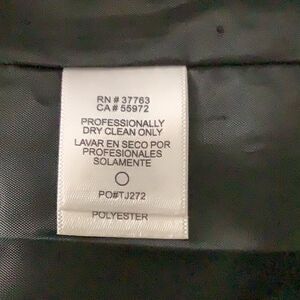 RN # 37763
CA # 55972
PROFESSIONALLY
DRY CLEAN ONLY
LAVAR EN SECO POR
PROFESIONALES
SOLAMENTE
PO#TJ272
POLYESTER